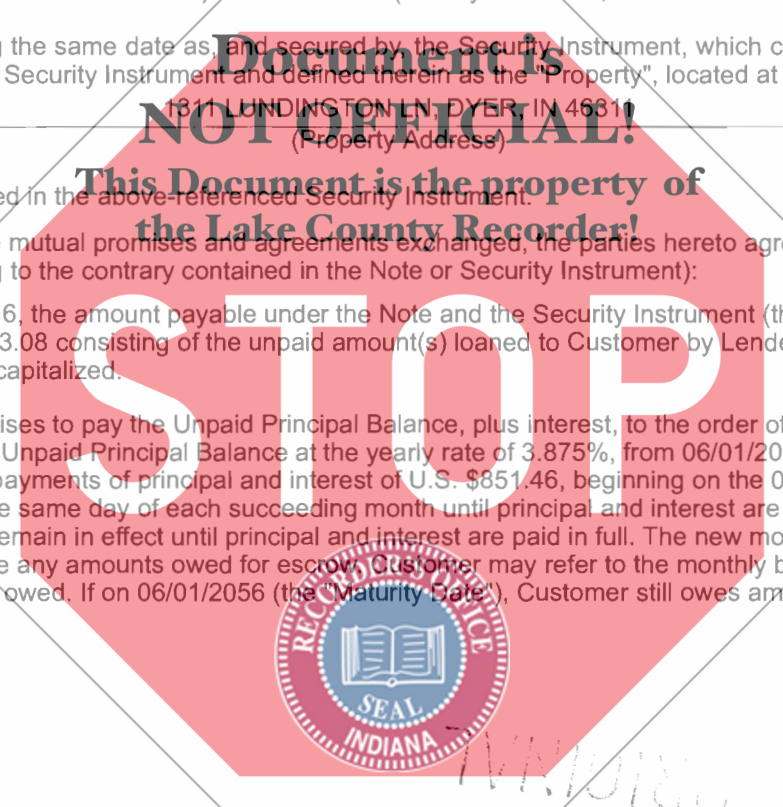 g the same date as, and secured by, the Security Instrument, which c
Document is
Security Instrument and defined therein as the "Property", located at
1311 LUNDINGTON LN, DYER, IN 46311
NOT OFFICIAL!
(Property Address)
This Document is the property of
ed in the above-referenced Security Instrument.
the Lake County Recorder!
e mutual promises and agreements exchanged, the parties hereto agre
g to the contrary contained in the Note or Security Instrument):
6, the amount payable under the Note and the Security Instrument (th
3.08 consisting of the unpaid amount(s) loaned to Customer by Lende
capitalized.
STOP
ises to pay the Unpaid Principal Balance, plus interest, to the order of
Unpaid Principal Balance at the yearly rate of 3.875%, from 06/01/20
payments of principal and interest of U.S. $851.46, beginning on the 0
e same day of each succeeding month until principal and interest are
emain in effect until principal and interest are paid in full. The new mo
e any amounts owed for escrow. Customer may refer to the monthly b
owed. If on 06/01/2056 (the "Maturity Date"), Customer still owes am
RECORDER'S OFFICE
SEAL
INDIANA